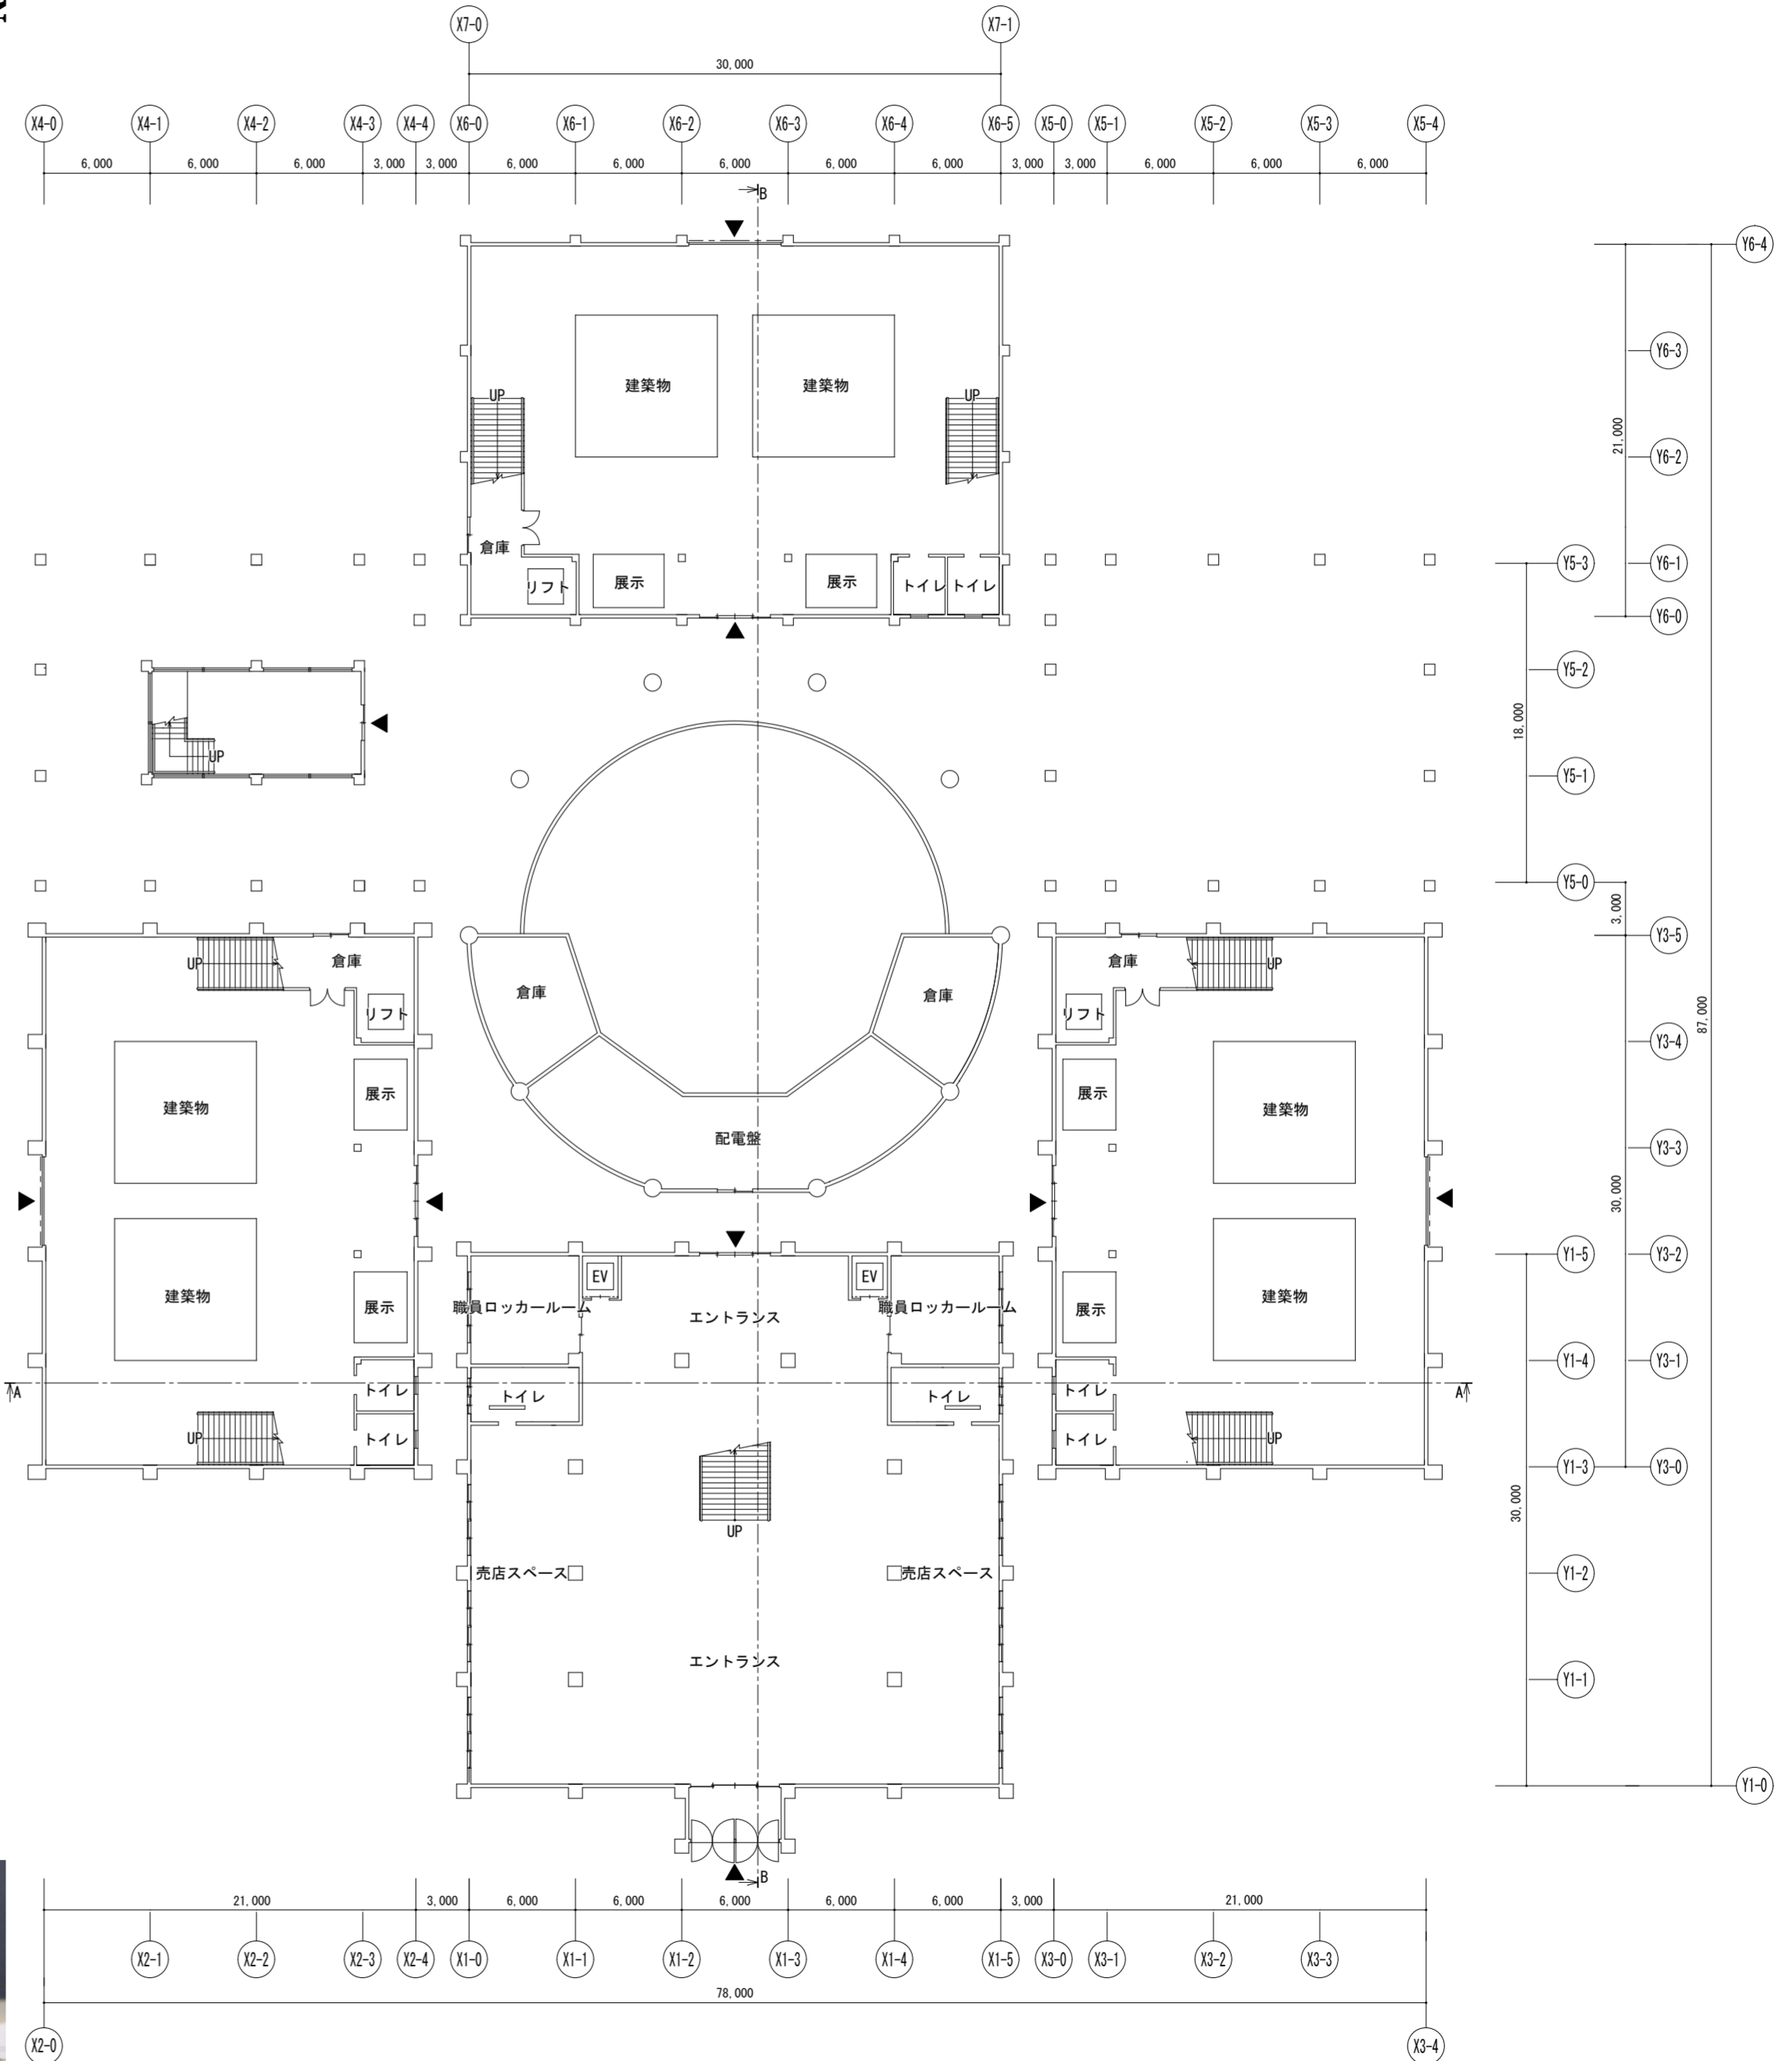 X7-0 X7-1
30,000
X4-0 X4-1 X4-2 X4-3 X4-4 X6-0 X6-1 X6-2 X6-3 X6-4 X6-5 X5-0 X5-1 X5-2 X5-3 X5-4
6,000 6,000 6,000 3,000 3,000 6,000 6,000 6,000 6,000 6,000 3,000 3,000 6,000 6,000 6,000
B
Y6-4
Y6-3
建築物 建築物
UP UP
21,000
Y6-2
倉庫
リフト 展示 展示 トイレ トイレ
Y5-3 Y6-1
Y6-0
Y5-2
18,000
UP
Y5-1
Y5-0
3,000
Y3-5
UP 倉庫 倉庫 UP
倉庫 倉庫
リフト リフト
87,000
Y3-4
展示 展示
建築物 建築物
配電盤
Y3-3
30,000
Y1-5 Y3-2
EV EV
建築物 展示 職員ロッカールーム エントランス 職員ロッカールーム 展示 建築物
Y1-4 Y3-1
A トイレ トイレ トイレ トイレ A
UP トイレ トイレ UP
Y1-3 Y3-0
30,000
UP
売店スペース 売店スペース
Y1-2
エントランス
Y1-1
Y1-0
B
21,000 3,000 6,000 6,000 6,000 6,000 6,000 3,000 21,000
X2-1 X2-2 X2-3 X2-4 X1-0 X1-1 X1-2 X1-3 X1-4 X1-5 X3-0 X3-1 X3-2 X3-3
78,000
X2-0 X3-4